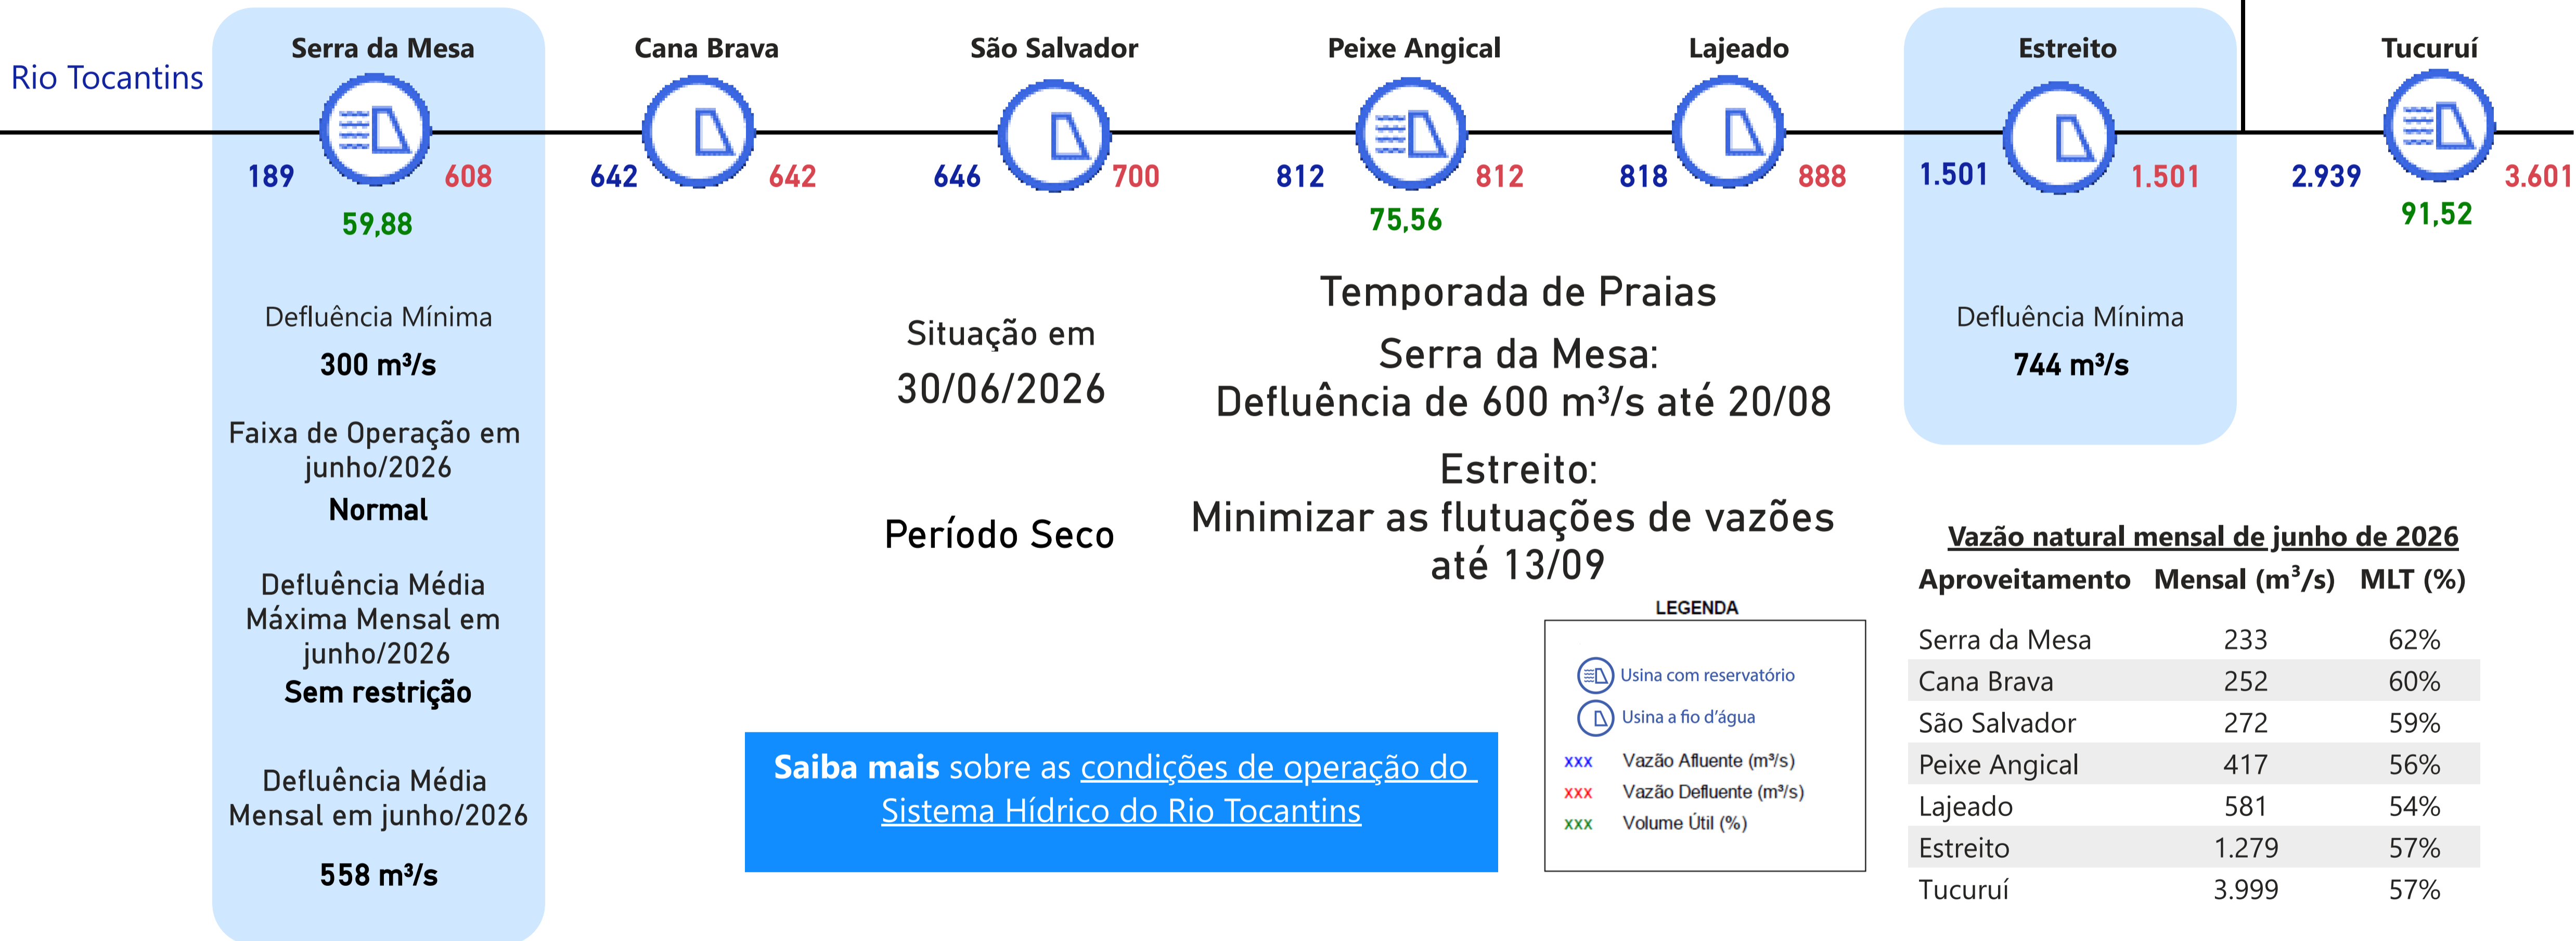 Rio Tocantins
Serra da Mesa
189
608
59,88
Cana Brava
642
642
São Salvador
646
700
Peixe Angical
812
812
75,56
Lajeado
818
888
Estreito
1.501
1.501
Tucuruí
2.939
3.601
91,52
Defluência Mínima
300 m³/s
Faixa de Operação em
junho/2026
Normal
Defluência Média
Máxima Mensal em
junho/2026
Sem restrição
Defluência Média
Mensal em junho/2026
558 m³/s
Situação em
30/06/2026
Período Seco
Temporada de Praias
Serra da Mesa:
Defluência de 600 m³/s até 20/08
Estreito:
Minimizar as flutuações de vazões
até 13/09
Defluência Mínima
744 m³/s
Saiba mais sobre as condições de operação do
Sistema Hídrico do Rio Tocantins
LEGENDA
Usina com reservatório
Usina a fio d'água
xxx Vazão Afluente (m³/s)
xxx Vazão Defluente (m³/s)
xxx Volume Útil (%)
Vazão natural mensal de junho de 2026
Aproveitamento Mensal (m³/s) MLT (%)
Serra da Mesa 233 62%
Cana Brava 252 60%
São Salvador 272 59%
Peixe Angical 417 56%
Lajeado 581 54%
Estreito 1.279 57%
Tucuruí 3.999 57%